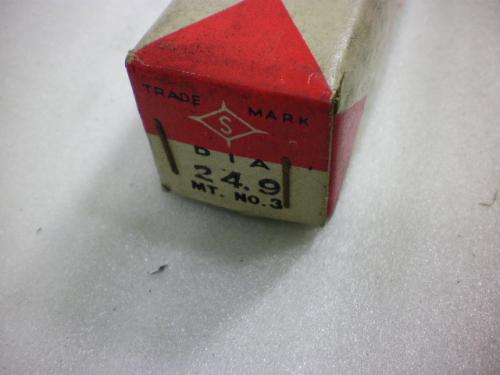 TRADE MARK
S
DIA
24.9
MT. NO.3